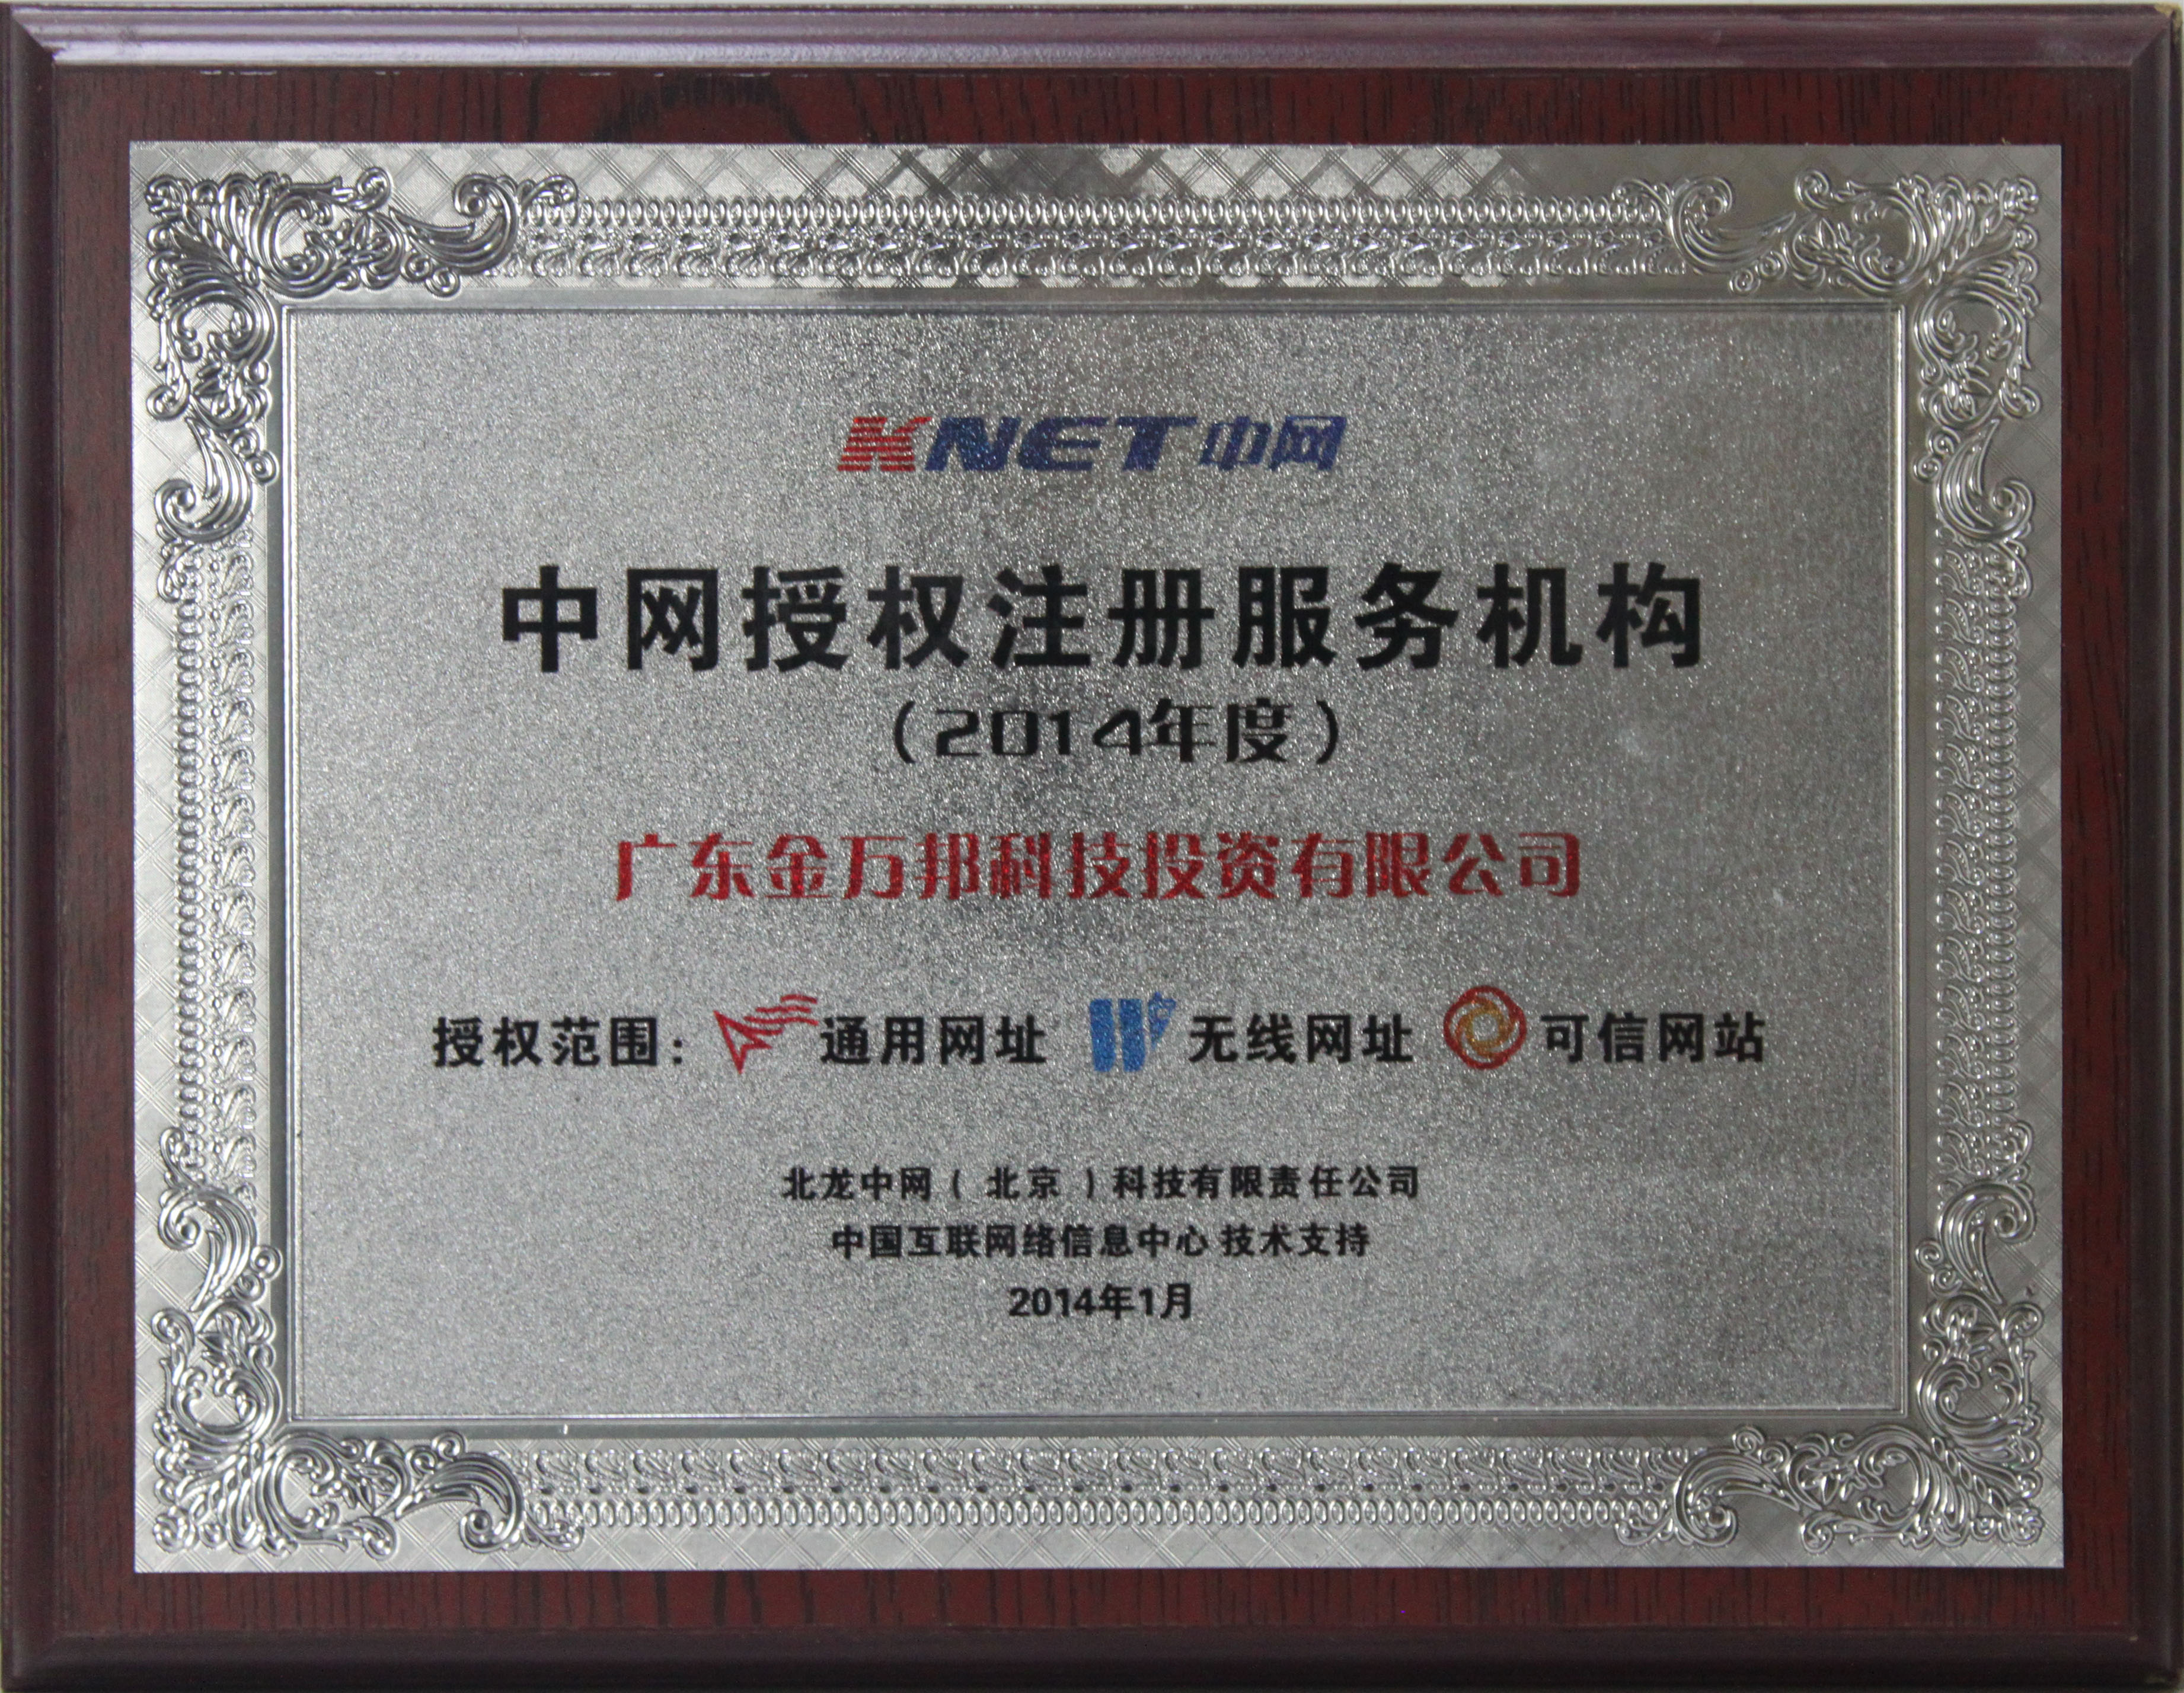 KNET中网
中网授权注册服务机构
（2014年度）
广东金万邦科技投资有限公司
授权范围：通用网址 无线网址 可信网站
北龙中网（北京）科技有限责任公司
中国互联网络信息中心 技术支持
2014年1月